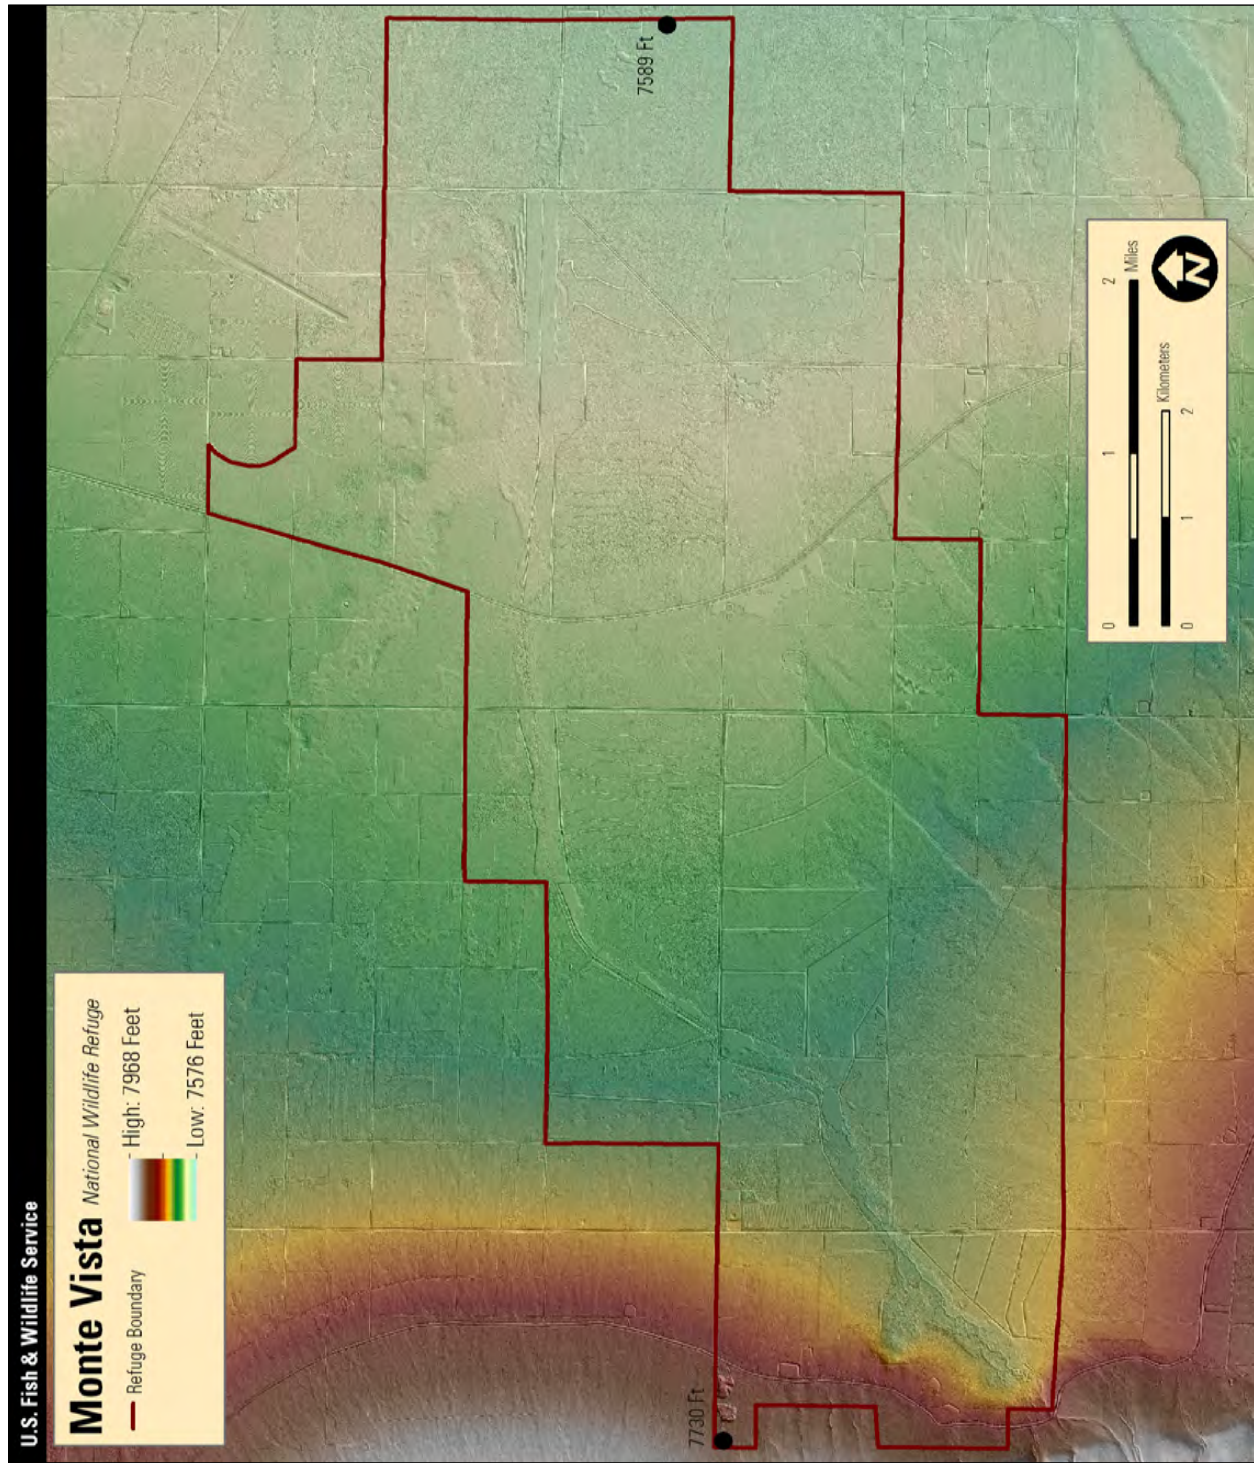 U.S. Fish & Wildlife Service
Monte Vista National Wildlife Refuge
Refuge Boundary
High: 7968 Feet
Low: 7576 Feet
7730 Ft
7589 Ft
0 1 2
Miles
Kilometers
0 1 2
N